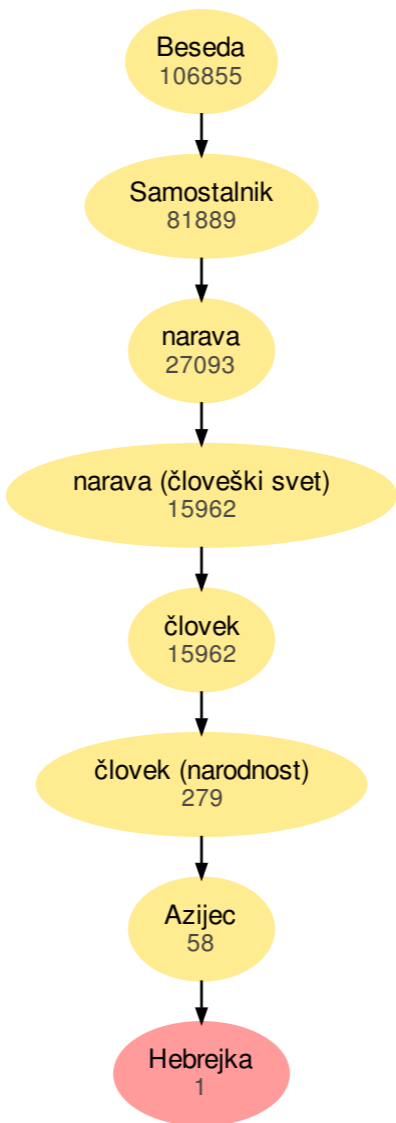 Beseda
106855
Samostalnik
81889
narava
27093
narava (človeški svet)
15962
človek
15962
človek (narodnost)
279
Azijec
58
Hebrejka
1